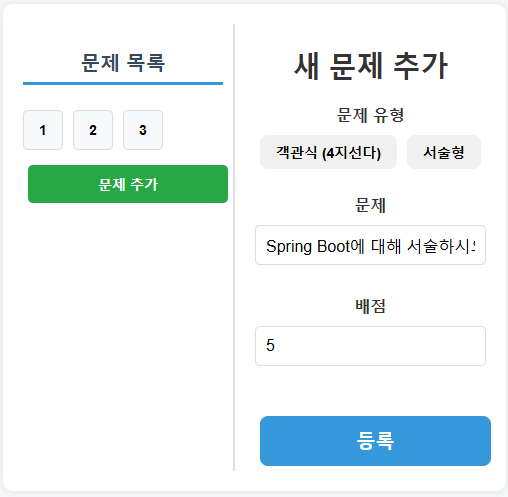 문제 목록
1 2 3
문제 추가
새 문제 추가
문제 유형
객관식 (4지선다) 서술형
문제
Spring Boot에 대해 서술하시오
배점
5
등록